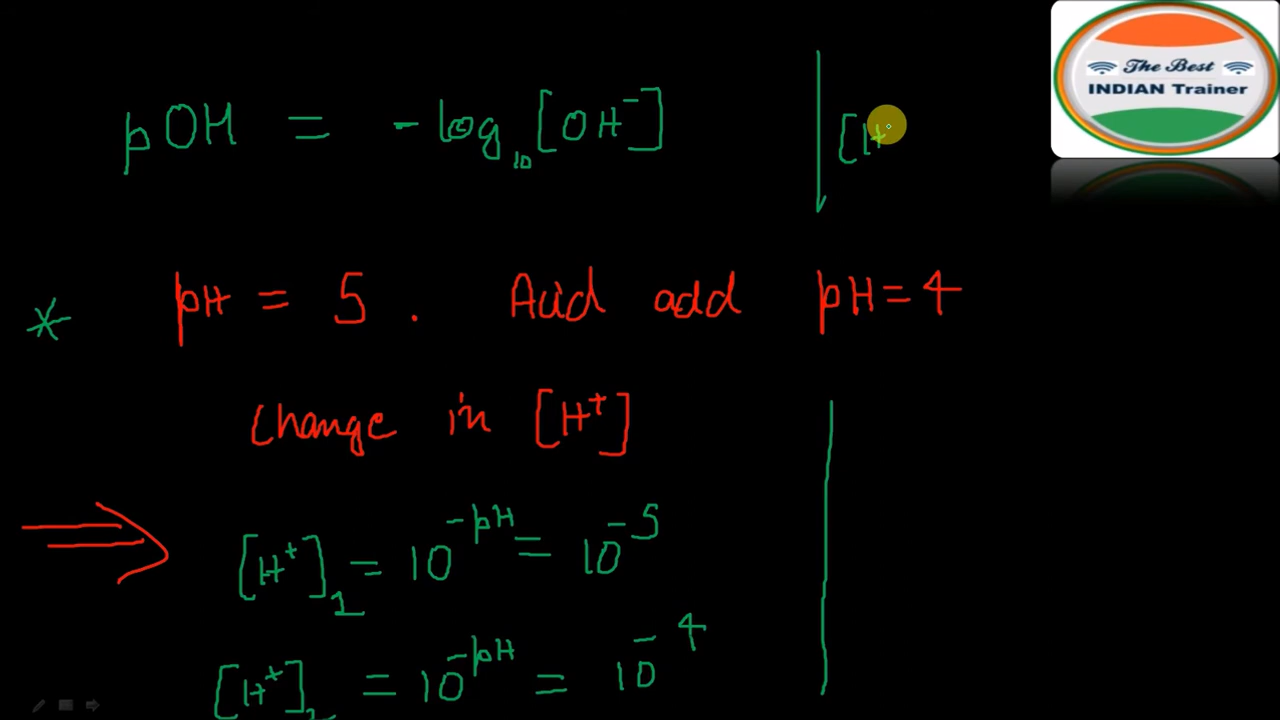 The Best
INDIAN Trainer
pOH = - log₁₀ [OH⁻]
[H
* pH = 5 . Acid add pH = 4
Change in [H⁺]
[H⁺]₁ = 10^-pH = 10^-5
[H⁺]₂ = 10^-pH = 10^-4